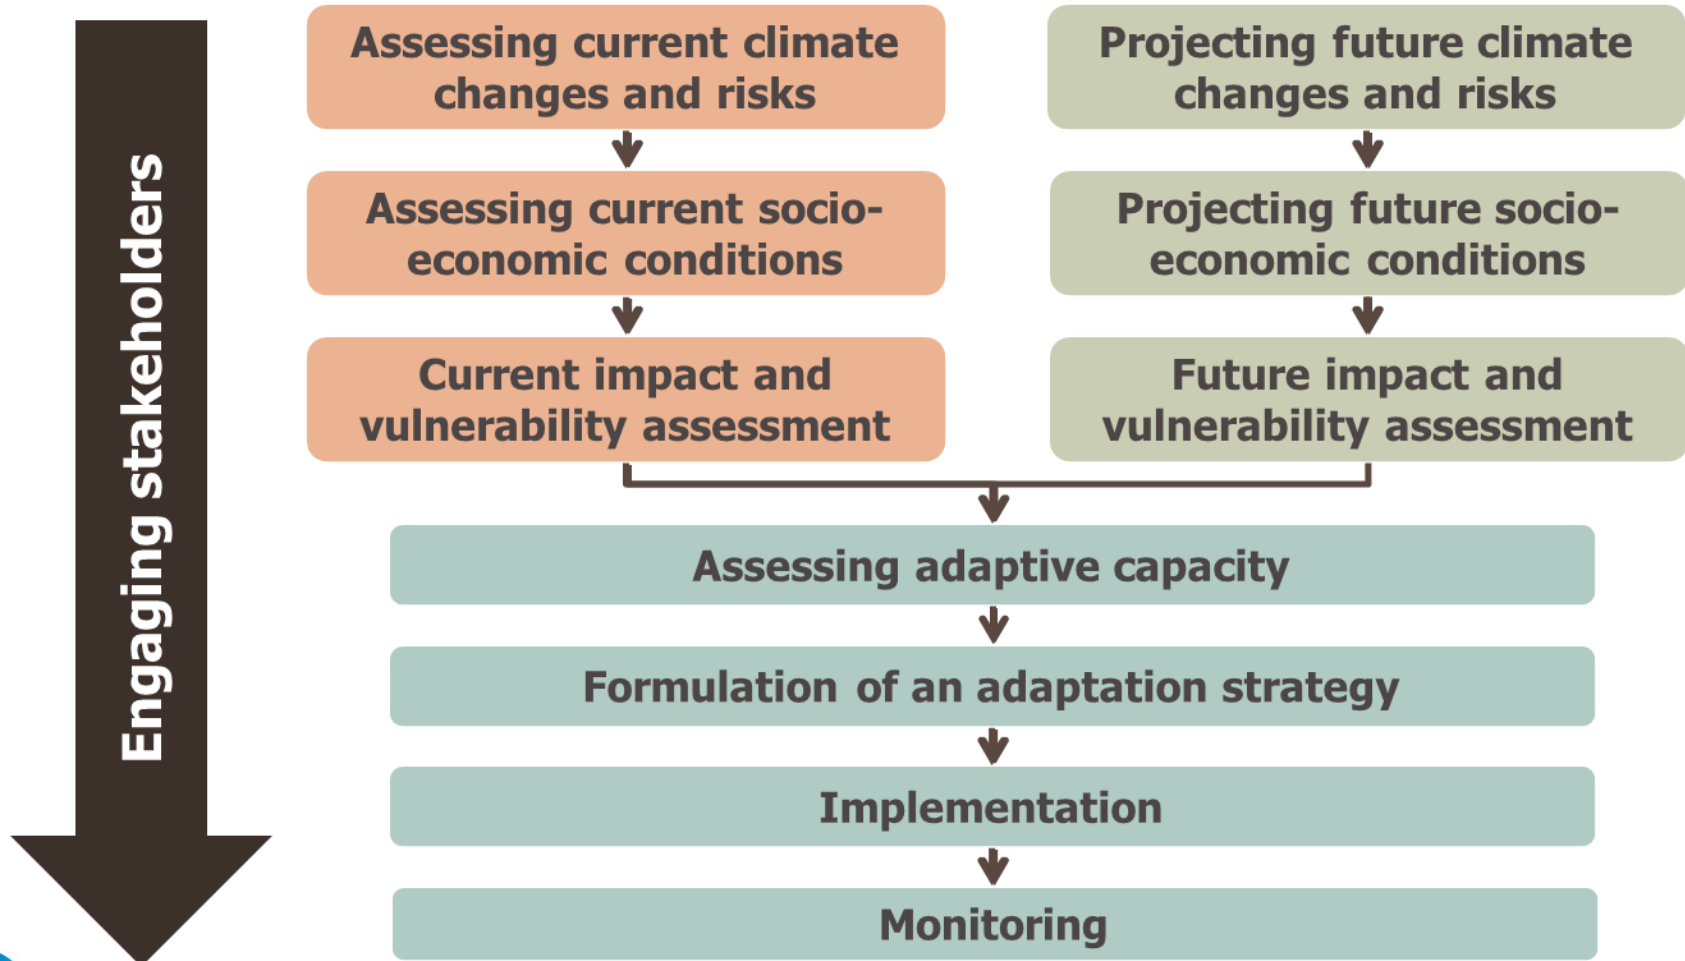 Engaging stakeholders
Assessing current climate
changes and risks
Assessing current socio-
economic conditions
Current impact and
vulnerability assessment
Projecting future climate
changes and risks
Projecting future socio-
economic conditions
Future impact and
vulnerability assessment
Assessing adaptive capacity
Formulation of an adaptation strategy
Implementation
Monitoring